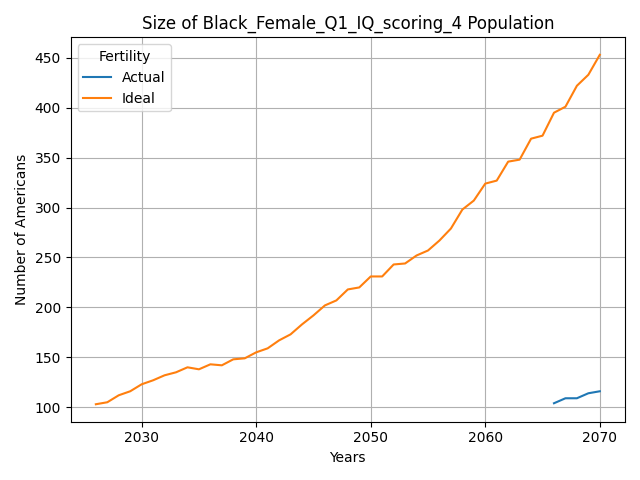 Size of Black_Female_Q1_IQ_scoring_4 Population
Fertility
Actual
Ideal
Number of Americans
450
400
350
300
250
200
150
100
2030 2040 2050 2060 2070
Years